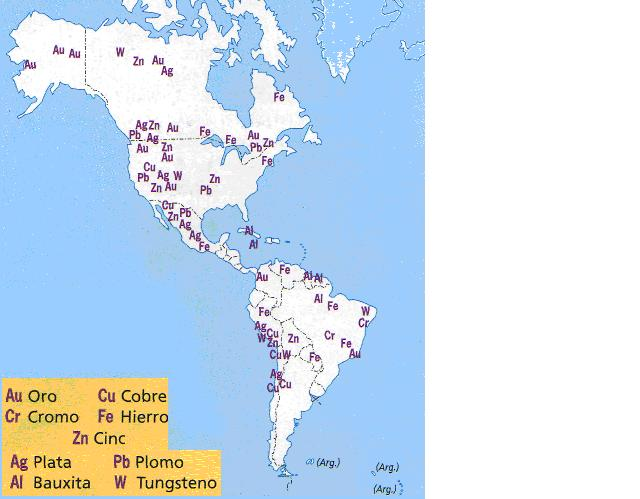 Au Au Au W Zn Au
Ag
Fe
Ag Zn Au Fe Fe Au
Pb Ag Pb Zn
Au Zn Fe
Au
Cu
Pb Ag W Zn
Zn Au Pb
Cu
Zn Pb
Ag
Ag
Fe
Al
Al
Au Fe Al Al
Al
Fe
Fe W
Cr
Ag
W Cu Zn Cr
Zn Fe
Cu W Fe Au
Ag
Cu Cu
Au Oro Cu Cobre
Cr Cromo Fe Hierro
Zn Cinc
Ag Plata Pb Plomo
Al Bauxita W Tungsteno
(Arg.)
(Arg.)
(Arg.)